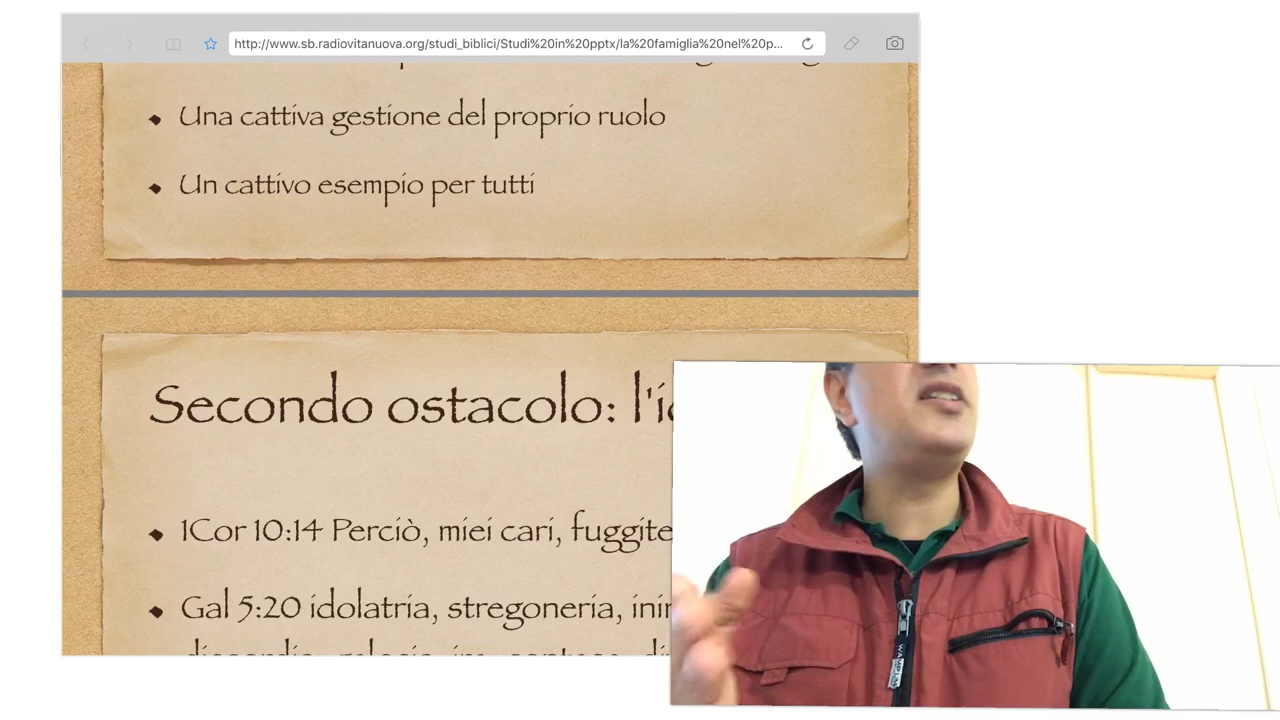 http://www.sb.radiovitanuova.org/studi_biblici/Studi%20in%20pptx/la%20famiglia%20nel%20p...
Una cattiva gestione del proprio ruolo
Un cattivo esempio per tutti
Secondo ostacolo: l'i
1Cor 10:14 Perciò, miei cari, fuggite
Gal 5:20 idolatria, stregoneria, inim
WAMPUM